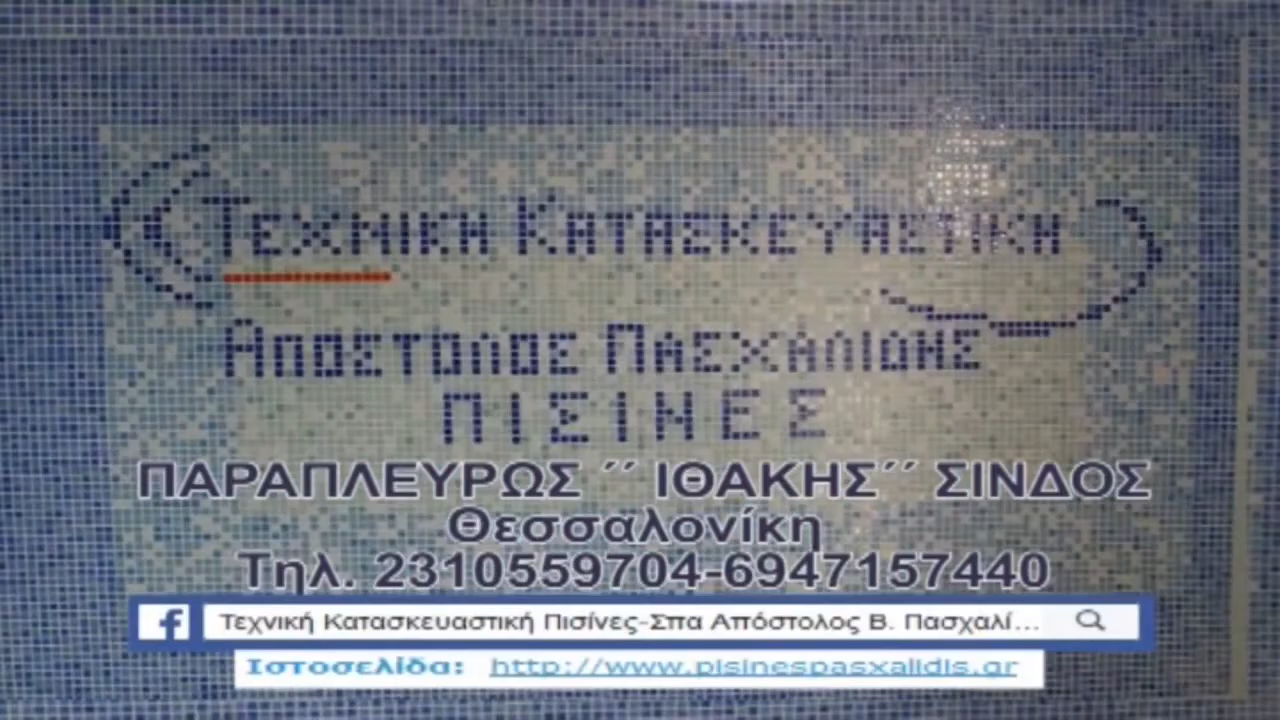 Τεχνικη Κατασκευαστικη
Αποστολος Πασχαλιδης
ΠΙΣΙΝΕΣ
ΠΑΡΑΠΛΕΥΡΩΣ ´´ ΙΘΑΚΗΣ´´ ΣΙΝΔΟΣ
Θεσσαλονίκη
Τηλ. 2310559704-6947157440
Τεχνική Κατασκευαστική Πισίνες-Σπα Απόστολος Β. Πασχαλί...
Ιστοσελίδα: http://www.pisinespasxalidis.gr